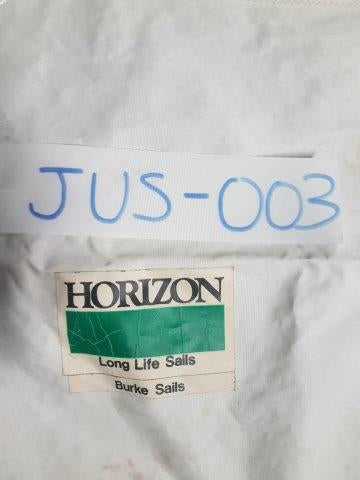 JUS-003
HORIZON
Long Life Sails
Burke Sails